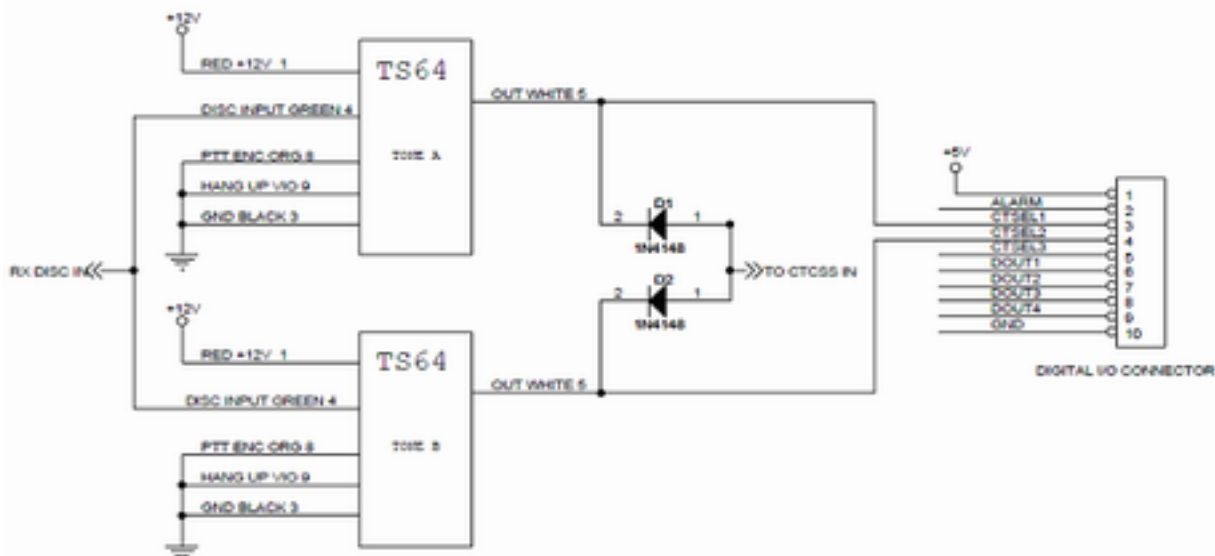 +12V
RED +12V 1
TS64
DISC INPUT GREEN 4
OUT WHITE 5
PTT ENC ORG 8
TONE A
HANG UP VIO 9
GND BLACK 3
+5V
1
ALARM
2
CTSEL1
3
CTSEL2
4
CTSEL3
5
DOUT1
6
DOUT2
7
DOUT3
8
DOUT4
9
GND
10
DIGITAL I/O CONNECTOR
D1
2 1
1N4148
RX DISC IN
TO CTCSS IN
D2
2 1
1N4148
+12V
RED +12V 1
TS64
OUT WHITE 5
DISC INPUT GREEN 4
PTT ENC ORG 8
TONE B
HANG UP VIO 9
GND BLACK 3